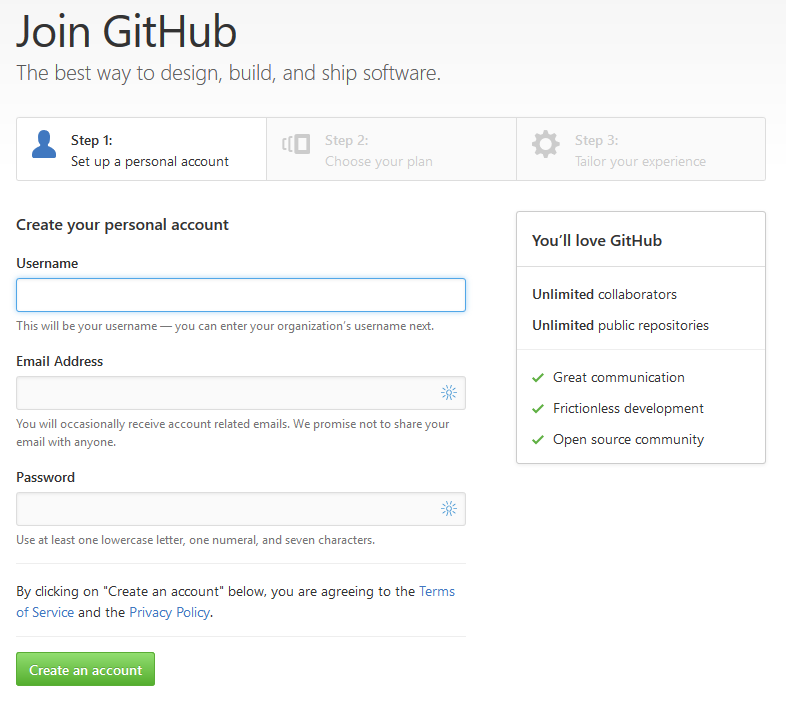 Join GitHub
The best way to design, build, and ship software.
Step 1:
Set up a personal account
Step 2:
Choose your plan
Step 3:
Tailor your experience
Create your personal account
Username
This will be your username — you can enter your organization's username next.
Email Address
You will occasionally receive account related emails. We promise not to share your
email with anyone.
Password
Use at least one lowercase letter, one numeral, and seven characters.
By clicking on "Create an account" below, you are agreeing to the Terms
of Service and the Privacy Policy.
Create an account
You'll love GitHub
Unlimited collaborators
Unlimited public repositories
Great communication
Frictionless development
Open source community